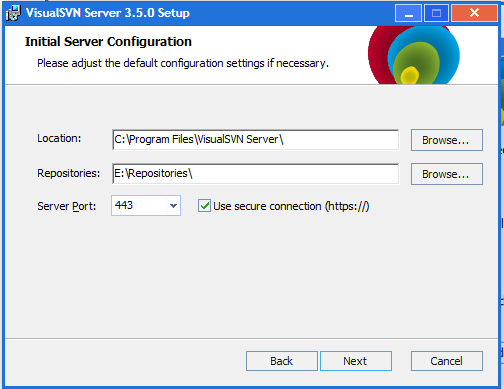 VisualSVN Server 3.5.0 Setup
Initial Server Configuration
Please adjust the default configuration settings if necessary.
Location: C:\Program Files\VisualSVN Server\ Browse...
Repositories: E:\Repositories\ Browse...
Server Port: 443 Use secure connection (https://)
Back Next Cancel